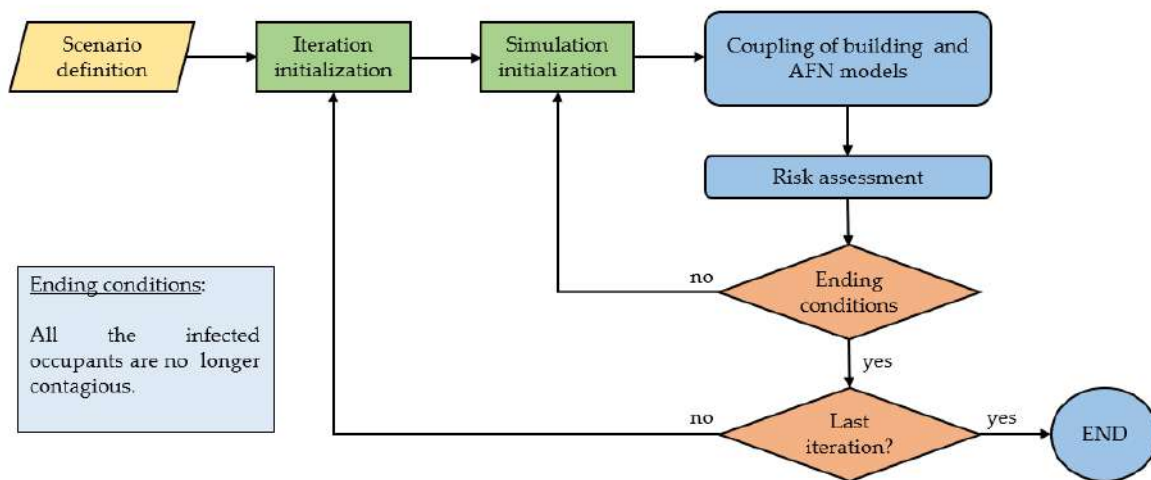 Scenario
definition
Iteration
initialization
Simulation
initialization
Coupling of building and
AFN models
Risk assessment
Ending
conditions
no
yes
Ending conditions:
All the infected
occupants are no longer
contagious.
Last
iteration?
no
yes
END